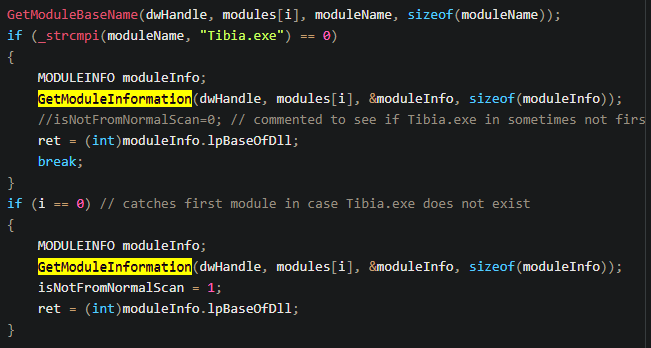 GetModuleBaseName(dwHandle, modules[i], moduleName, sizeof(moduleName));
if (_strcmpi(moduleName, "Tibia.exe") == 0)
{
MODULEINFO moduleInfo;
GetModuleInformation(dwHandle, modules[i], &moduleInfo, sizeof(moduleInfo));
//isNotFromNormalScan=0; // commented to see if Tibia.exe in sometimes not firs
ret = (int)moduleInfo.lpBaseOfDll;
break;
}
if (i == 0) // catches first module in case Tibia.exe does not exist
{
MODULEINFO moduleInfo;
GetModuleInformation(dwHandle, modules[i], &moduleInfo, sizeof(moduleInfo));
isNotFromNormalScan = 1;
ret = (int)moduleInfo.lpBaseOfDll;
}